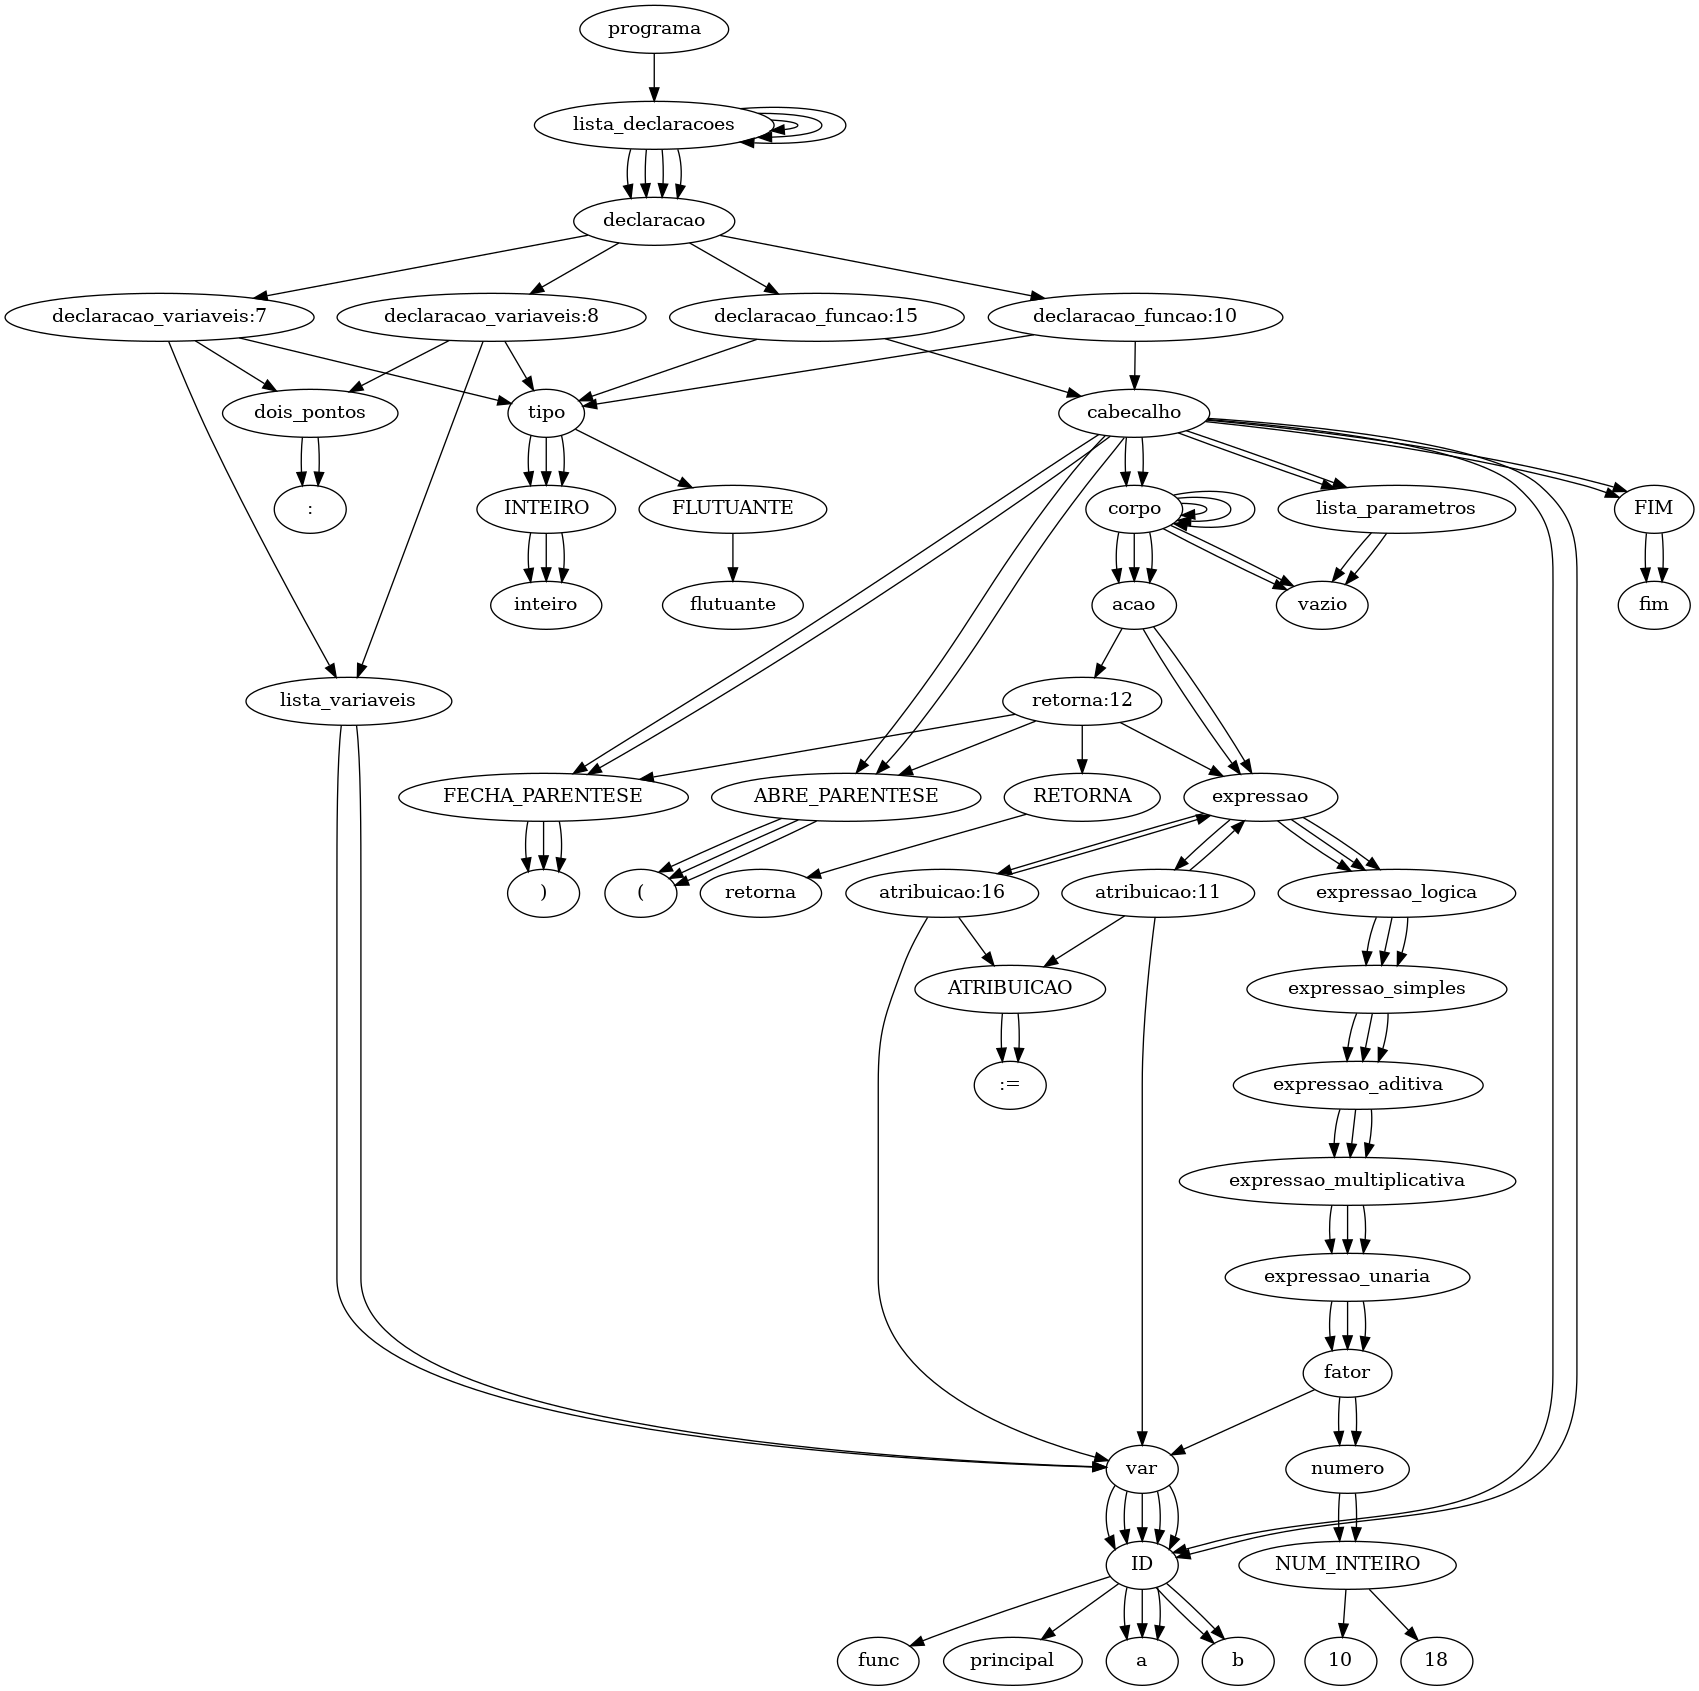 programa
lista_declaracoes
declaracao
declaracao_variaveis:7
declaracao_variaveis:8
declaracao_funcao:15
declaracao_funcao:10
dois_pontos
tipo
cabecalho
:
INTEIRO
FLUTUANTE
corpo
lista_parametros
FIM
inteiro
flutuante
acao
vazio
fim
lista_variaveis
retorna:12
FECHA_PARENTESE
ABRE_PARENTESE
RETORNA
expressao
)
(
retorna
atribuicao:16
atribuicao:11
expressao_logica
ATRIBUICAO
expressao_simples
:=
expressao_aditiva
expressao_multiplicativa
expressao_unaria
fator
var
numero
ID
NUM_INTEIRO
func
principal
a
b
10
18